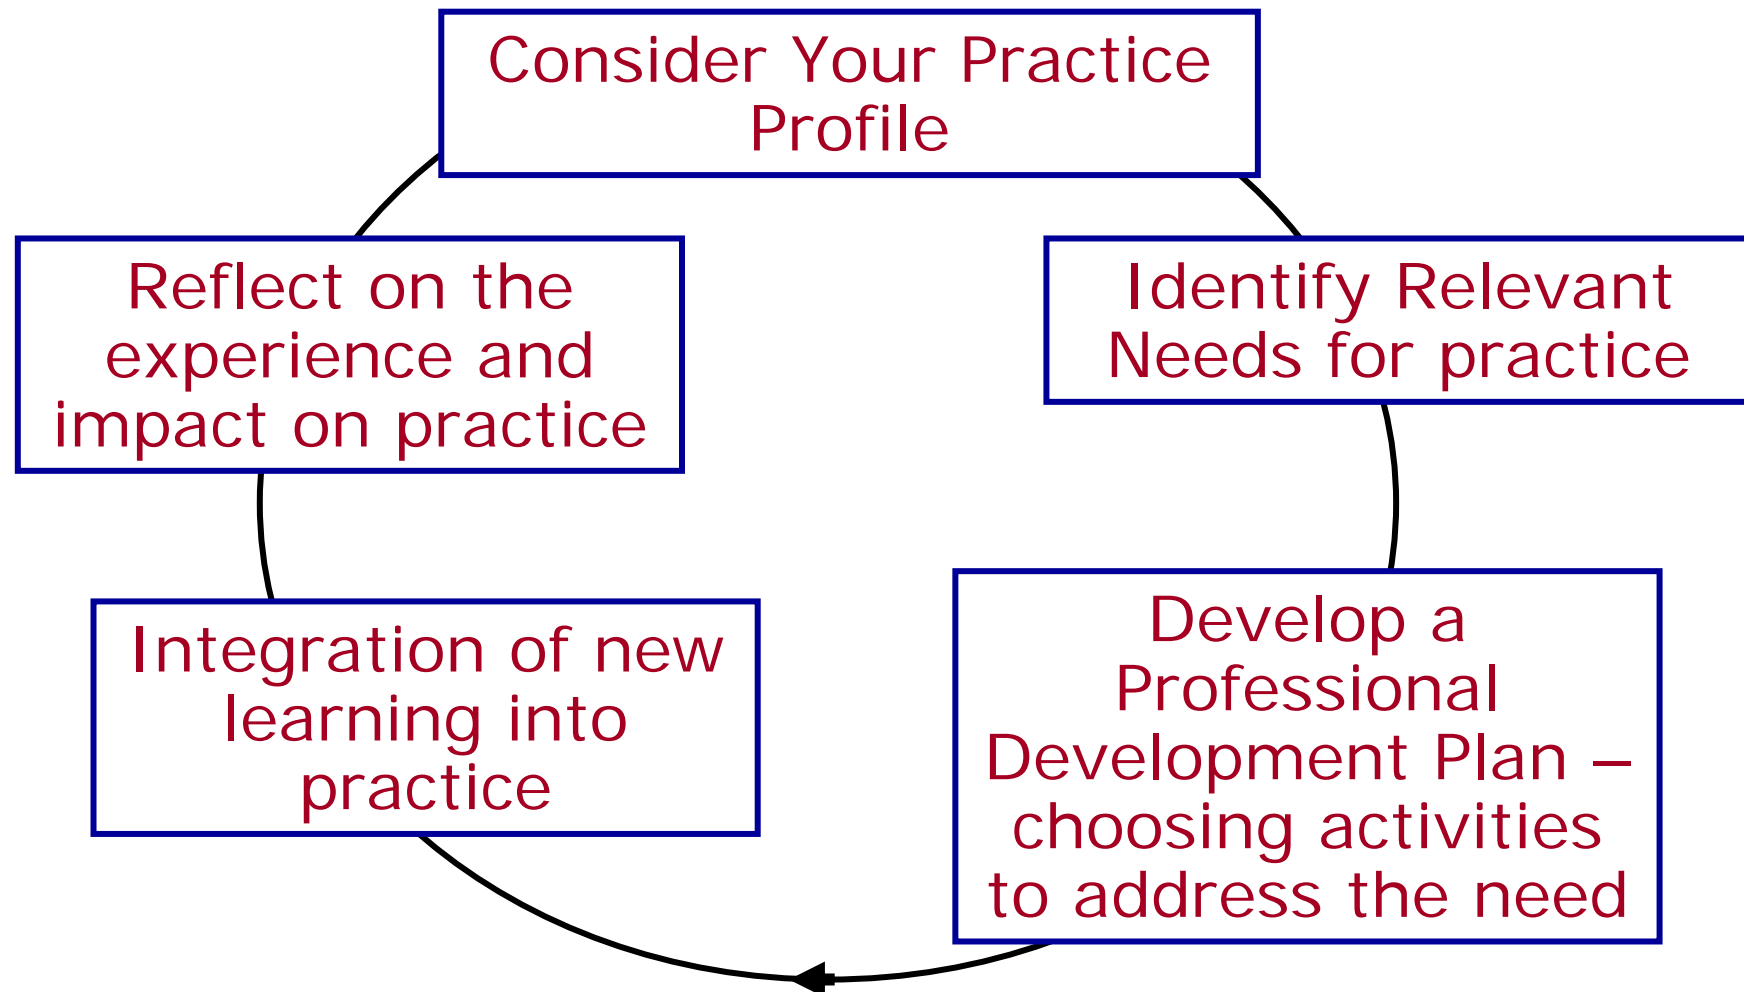 Consider Your Practice
Profile
Reflect on the
experience and
impact on practice
Identify Relevant
Needs for practice
Integration of new
learning into
practice
Develop a
Professional
Development Plan –
choosing activities
to address the need